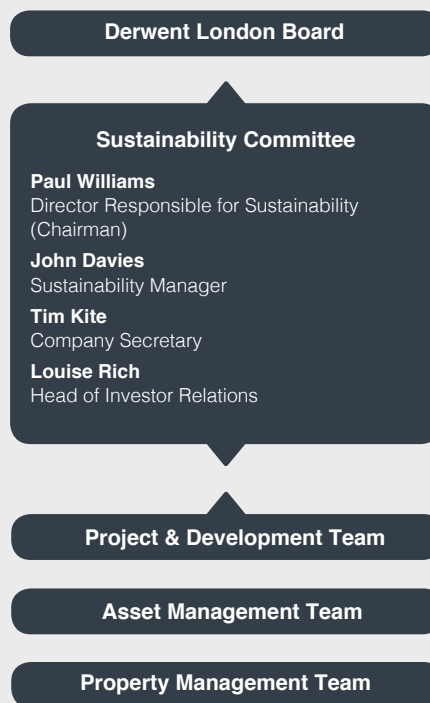 Derwent London Board
Sustainability Committee
Paul Williams
Director Responsible for Sustainability
(Chairman)
John Davies
Sustainability Manager
Tim Kite
Company Secretary
Louise Rich
Head of Investor Relations
Project & Development Team
Asset Management Team
Property Management Team